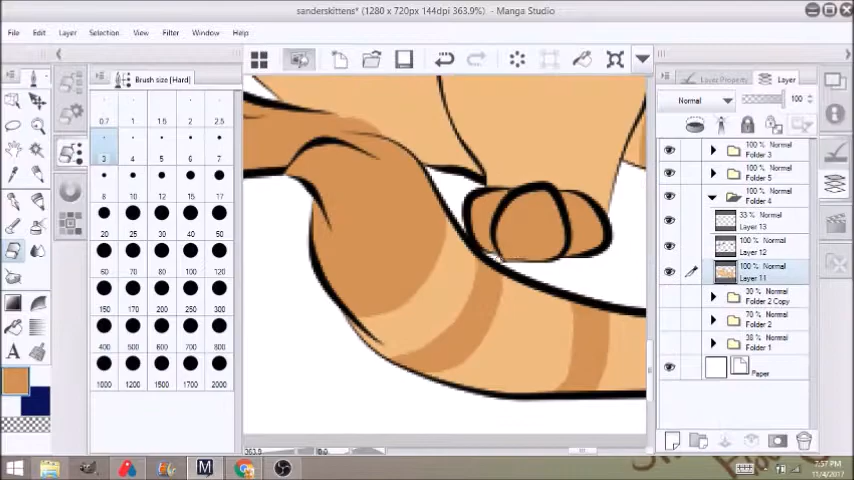 sanderskittens* (1280 x 720px 144dpi 363.9%) - Manga Studio
File Edit Layer Selection View Filter Window Help
Brush size [Hard]
Layer Property Layer
Normal 100
0.7 1 1.5 2 2.5
3 4 5 6 7
8 10 12 15 17
20 25 30 40 50
60 70 80 100 120
150 170 200 250 300
400 500 600 700 800
1000 1200 1500 1700 2000
100 % Normal
Folder 3
100 % Normal
Folder 5
100 % Normal
Folder 4
33 % Normal
Layer 13
100 % Normal
Layer 12
100 % Normal
Layer 11
30 % Normal
Folder 2 Copy
70 % Normal
Folder 2
38 % Normal
Folder 1
Paper
363.9 0.0
7:57 PM
11/4/2017